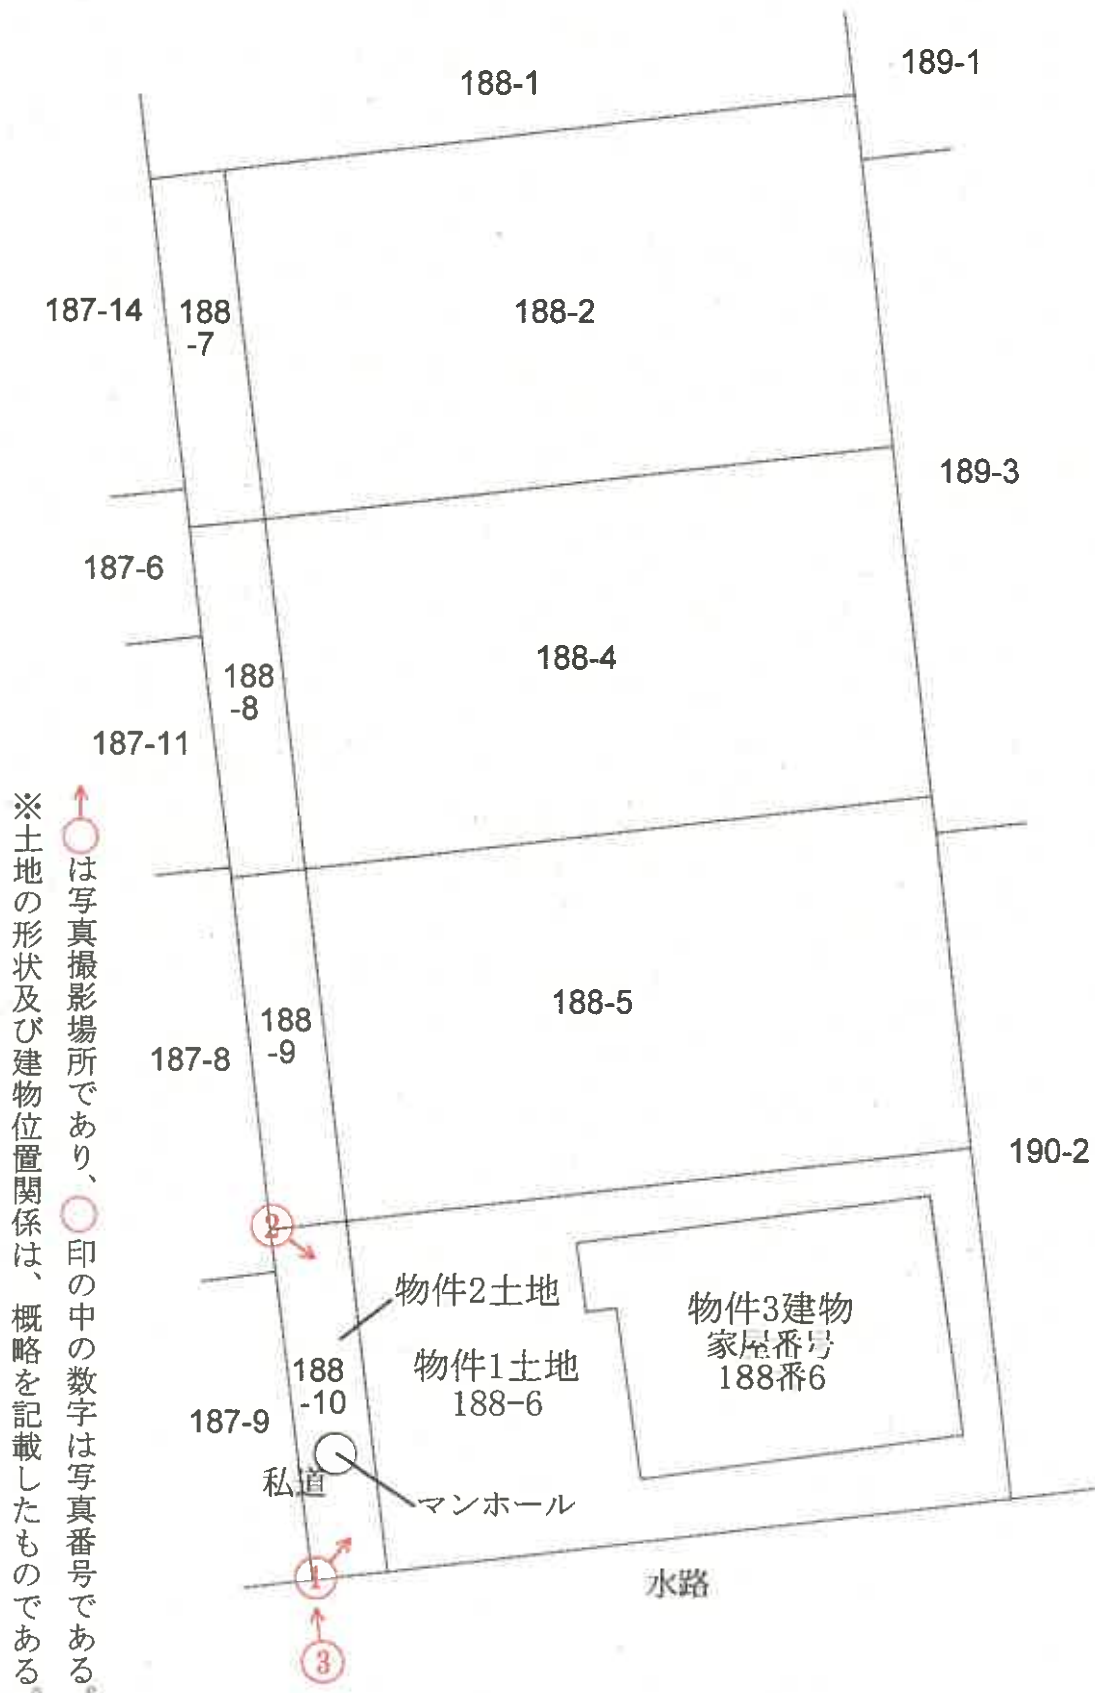 188-1
189-1
187-14
188
-7
188-2
189-3
187-6
188
-8
188-4
187-11
188
-9
188-5
187-8
190-2
2
物件2土地
物件3建物
家屋番号
188番6
物件1土地
188-6
188
-10
187-9
私道
マンホール
1
水路
3
○は写真撮影場所であり、○印の中の数字は写真番号である。
※土地の形状及び建物位置関係は、概略を記載したものである。